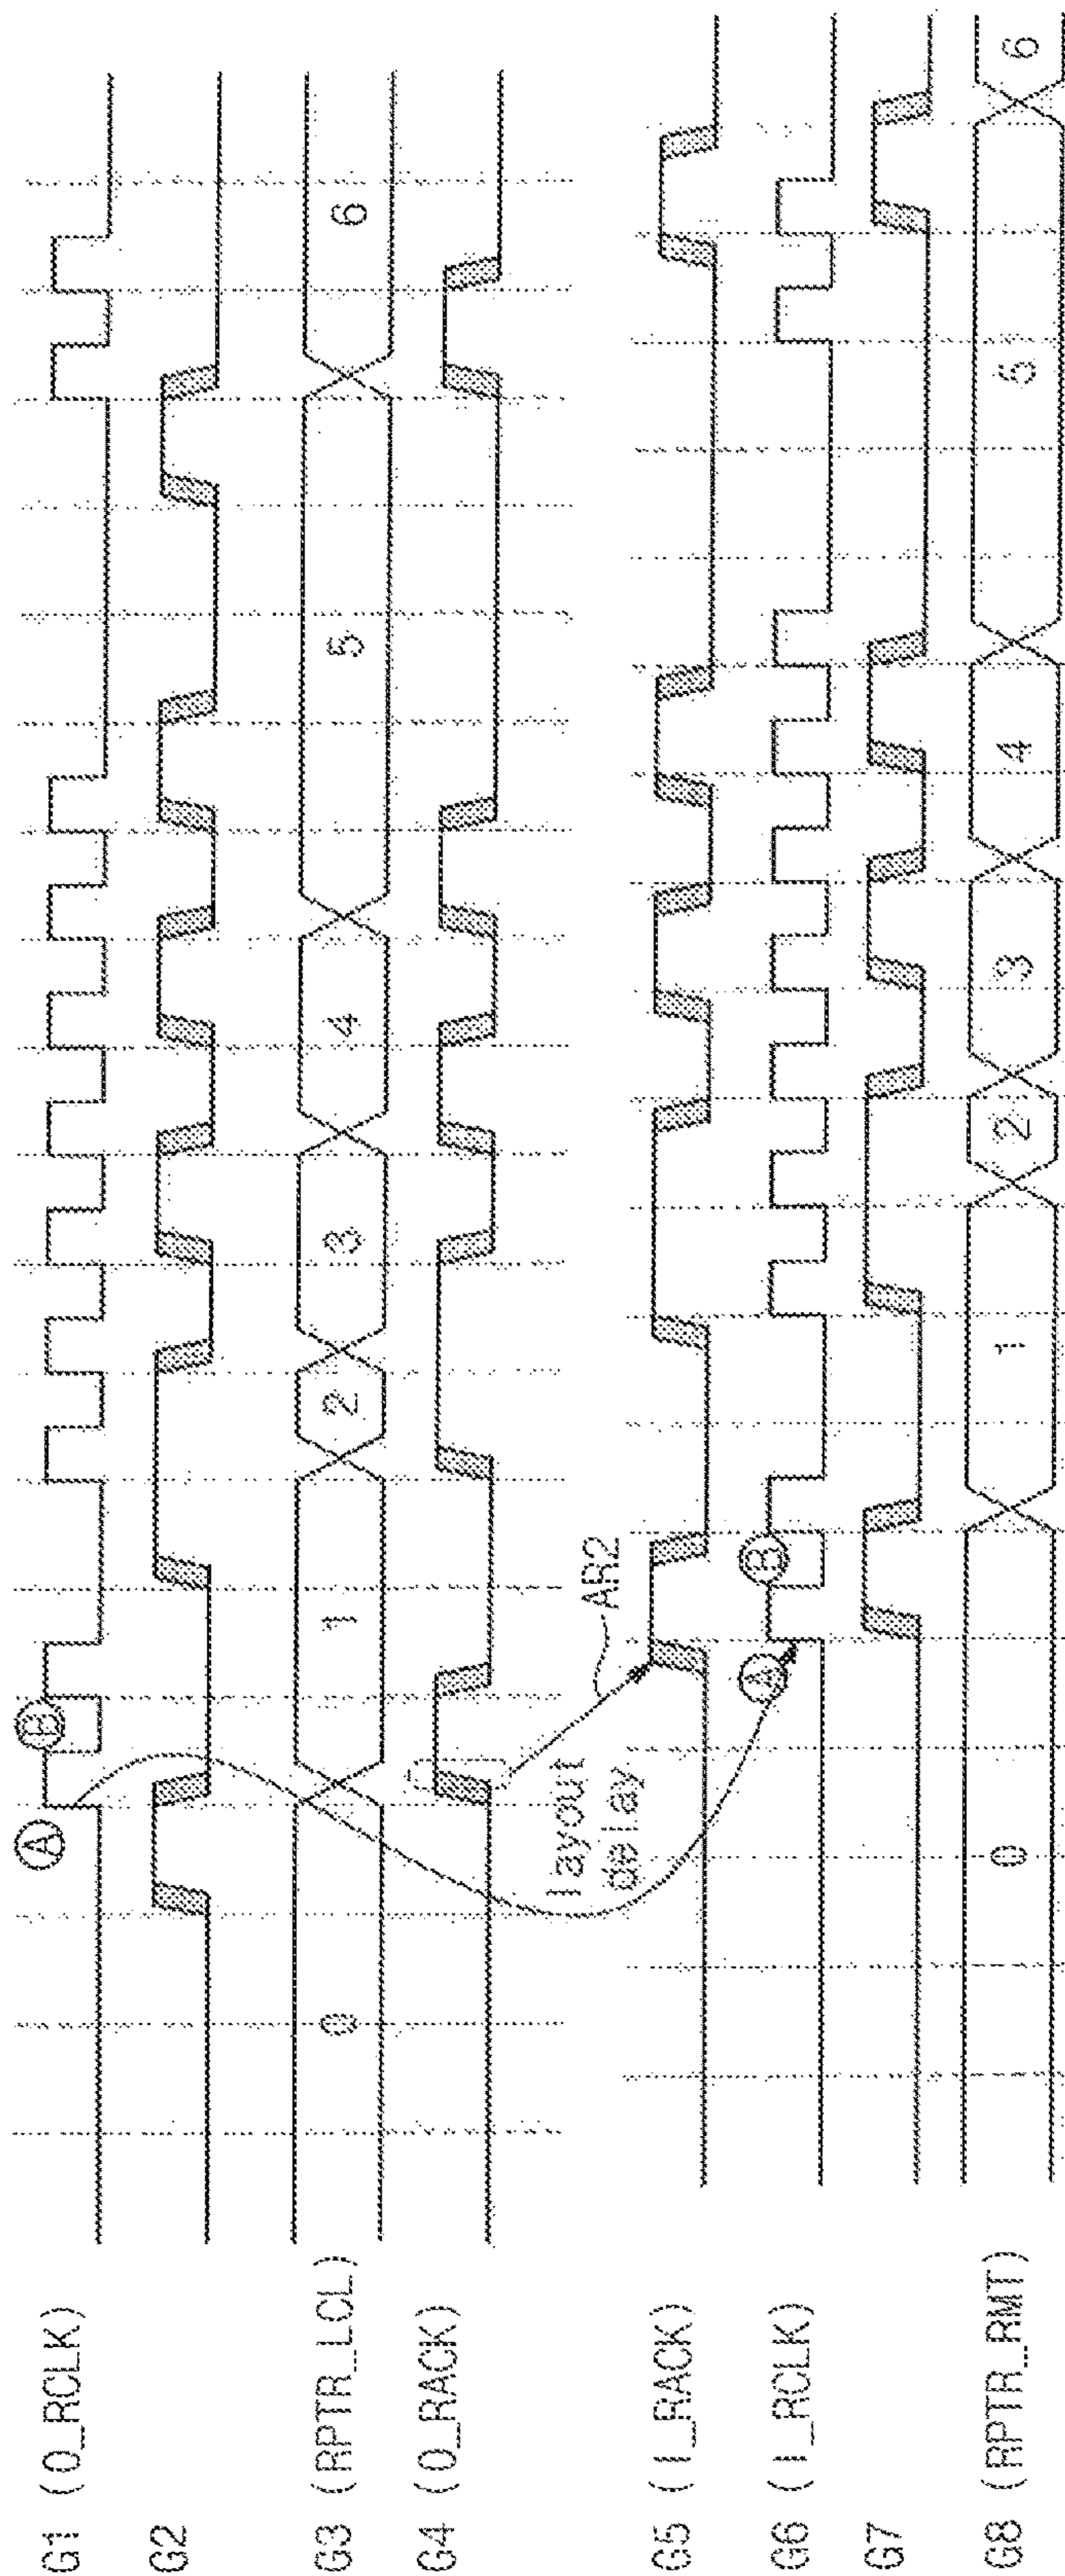 G1 (O_RCLK)
A
B
G2
G3 (RPTR_LCL)
0
1
2
3
4
5
6
G4 (O_RACK)
layout
delay
AR2
G5 (I_RACK)
G6 (I_RCLK)
A
B
G7
G8 (RPTR_RMT)
0
1
2
3
4
5
6